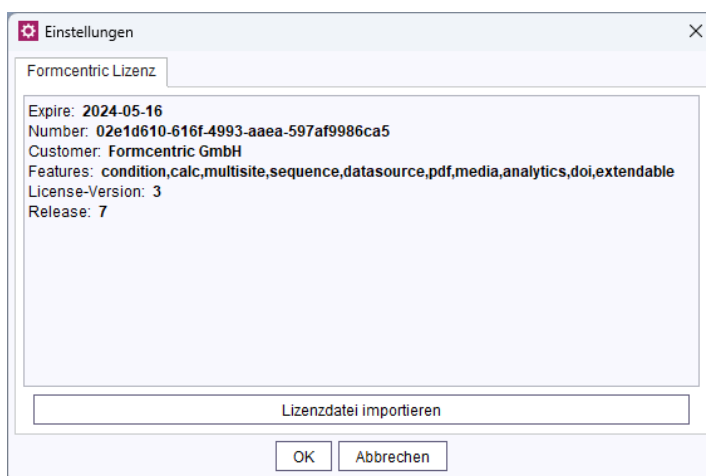 Einstellungen
Formcentric Lizenz
Expire: 2024-05-16
Number: 02e1d610-616f-4993-aaea-597af9986ca5
Customer: Formcentric GmbH
Features: condition,calc,multisite,sequence,datasource,pdf,media,analytics,doi,extendable
License-Version: 3
Release: 7
Lizenzdatei importieren
OK Abbrechen